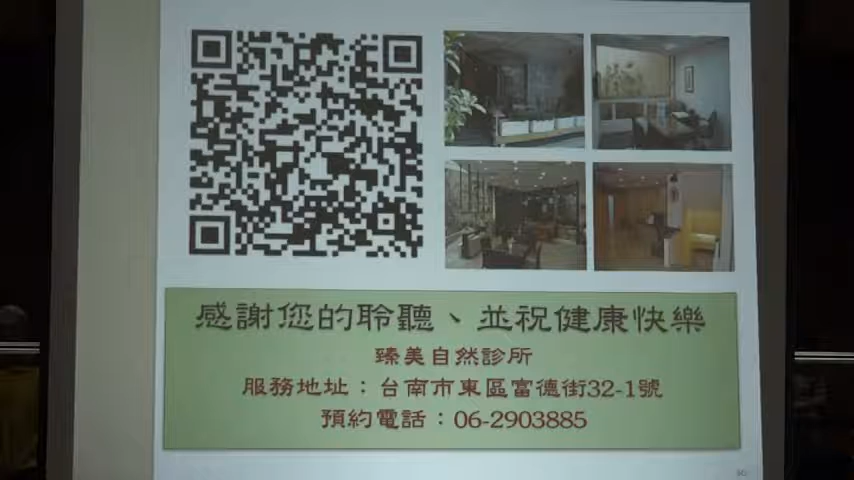 感謝您的聆聽、並祝健康快樂
臻美自然診所
服務地址：台南市東區富德街32-1號
預約電話：06-2903885